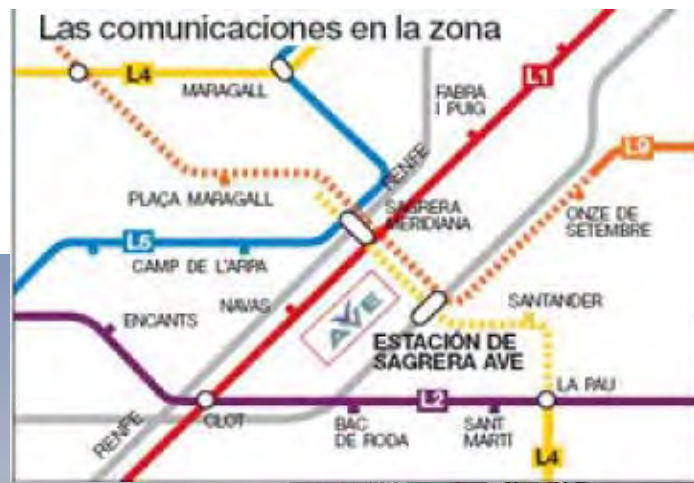 Las comunicaciones en la zona
L4
MARAGALL
L1
FABRA
I PUIG
RENFE
L9
PLAÇA MARAGALL
SAGRERA
MERIDIANA
ONZE DE
SETEMBRE
L5
CAMP DE L'ARPA
NAVAS
SANTANDER
ENCANTS
AVE
ESTACIÓN DE
SAGRERA AVE
LA PAU
L2
CLOT
RENFE
BAC
DE RODA
SANT
MARTÍ
L4